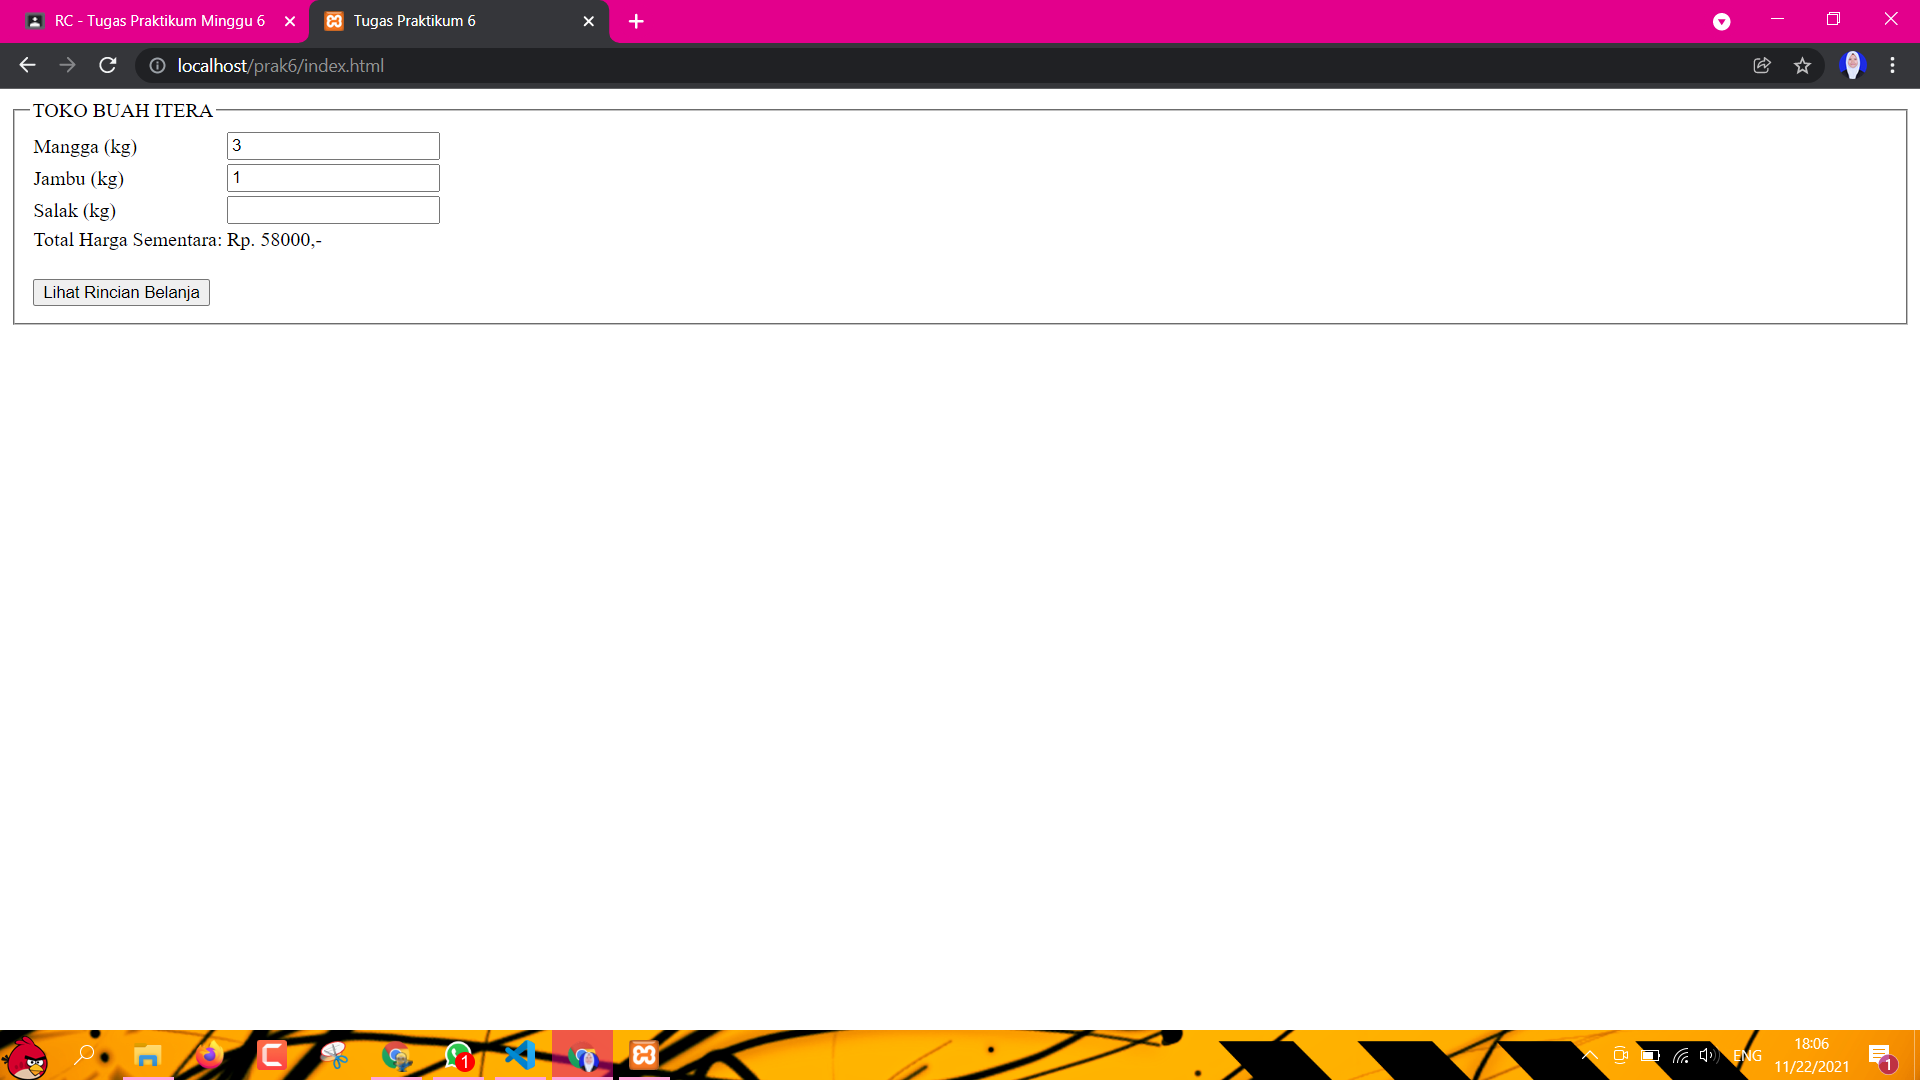 RC - Tugas Praktikum Minggu 6
Tugas Praktikum 6
localhost/prak6/index.html
TOKO BUAH ITERA
Mangga (kg) 3
Jambu (kg) 1
Salak (kg)
Total Harga Sementara: Rp. 58000,-
Lihat Rincian Belanja
1
ENG
18:06
11/22/2021
1